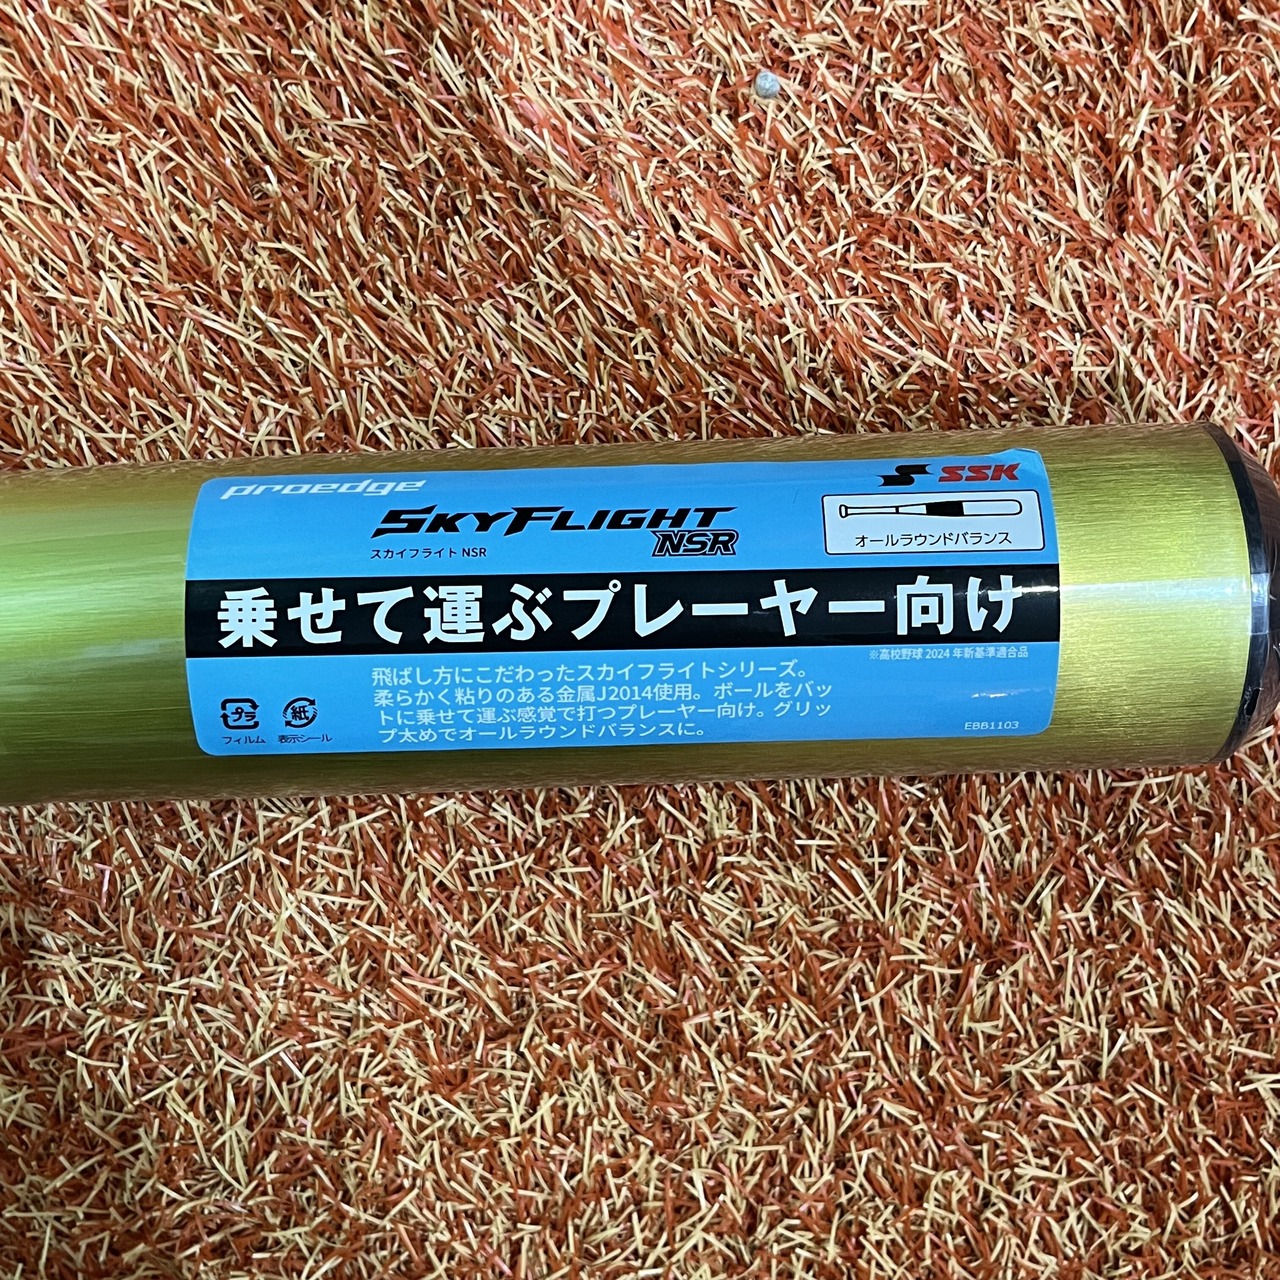 proedge
SSK
SKYFLIGHT
NSR
スカイフライト NSR
オールラウンドバランス
乗せて運ぶプレーヤー向け
※高校野球 2024 年新基準適合品
飛ばし方にこだわったスカイフライトシリーズ。
柔らかく粘りのある金属J2014使用。ボールをバッ
トに乗せて運ぶ感覚で打つプレーヤー向け。グリッ
プ太めでオールラウンドバランスに。
プラ
フィルム
紙
表示シール
EBB1103